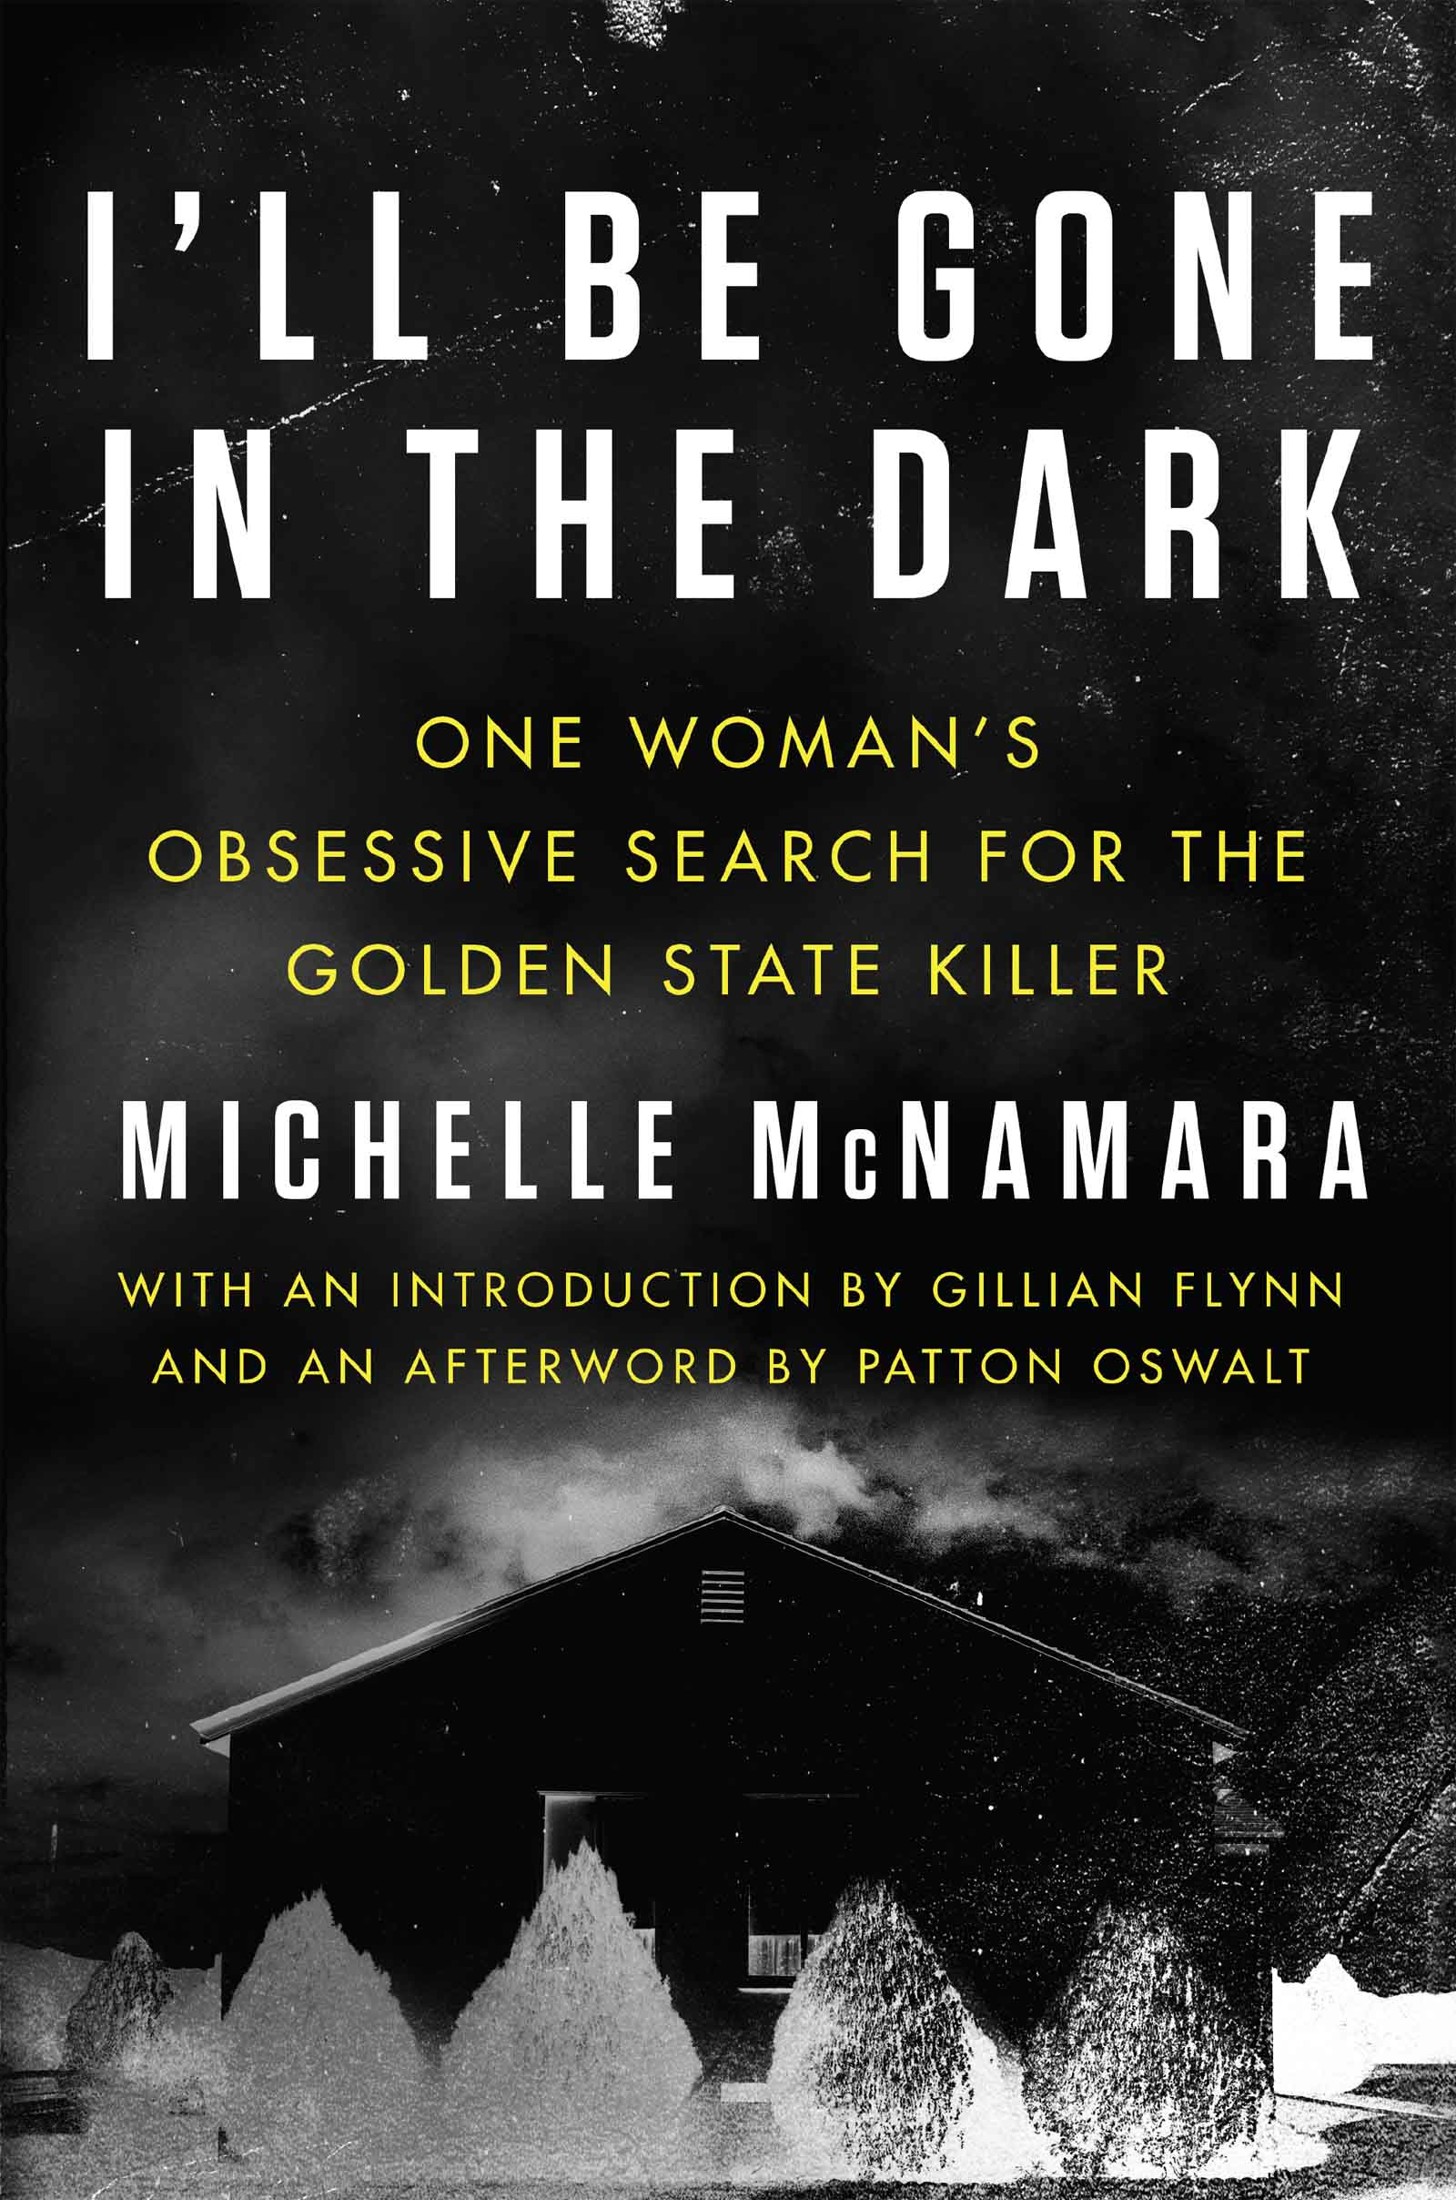 I’LL BE GONE
IN THE DARK
ONE WOMAN’S
OBSESSIVE SEARCH FOR THE
GOLDEN STATE KILLER
MICHELLE McNAMARA
WITH AN INTRODUCTION BY GILLIAN FLYNN
AND AN AFTERWORD BY PATTON OSWALT